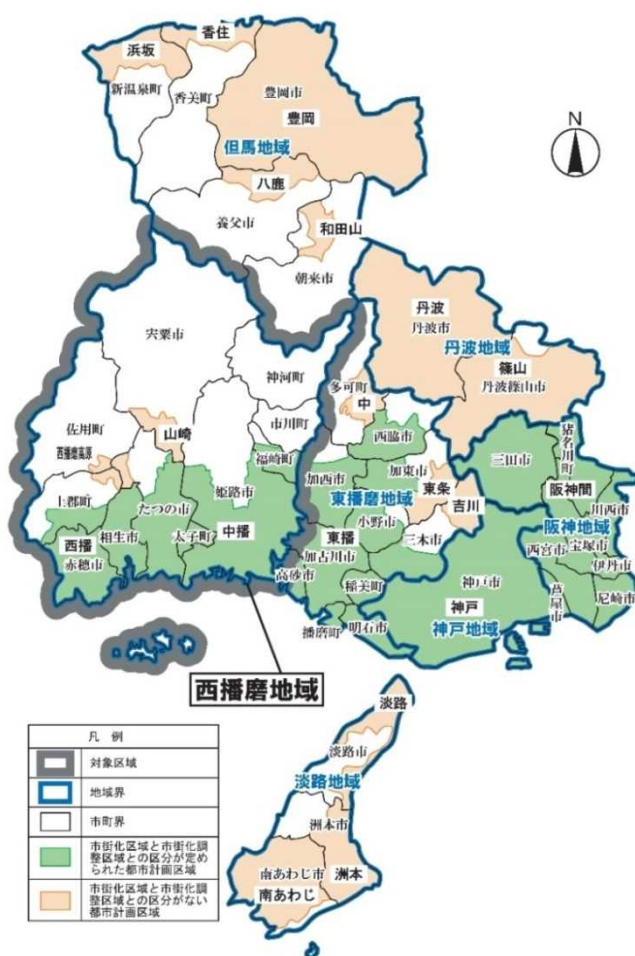 香住
浜坂
新温泉町
香美町
豊岡市
豊岡
N
但馬地域
八鹿
養父市
和田山
朝来市
丹波
丹波市
丹波地域
篠山
丹波篠山市
宍粟市
神河町
多可町
中
市川町
佐用町
西播磨高原
山崎
西脇市
福崎町
加西市
加東市
東条
吉川
三田市
猪名川町
阪神間
川西市
上郡町
たつの市
姫路市
東播磨地域
小野市
三木市
阪神地域
西播
相生市
太子町
中播
東播
西宮市
宝塚市
赤穂市
加古川市
伊丹市
高砂市
稲美町
神戸市
神戸
神戸地域
芦屋市
尼崎市
播磨町
明石市
西播磨地域
淡路
淡路市
淡路地域
洲本市
南あわじ市
南あわじ
洲本
凡 例
対象区域
地域界
市町界
市街化区域と市街化調
整区域との区分が定め
られた都市計画区域
市街化区域と市街化調
整区域との区分がない
都市計画区域